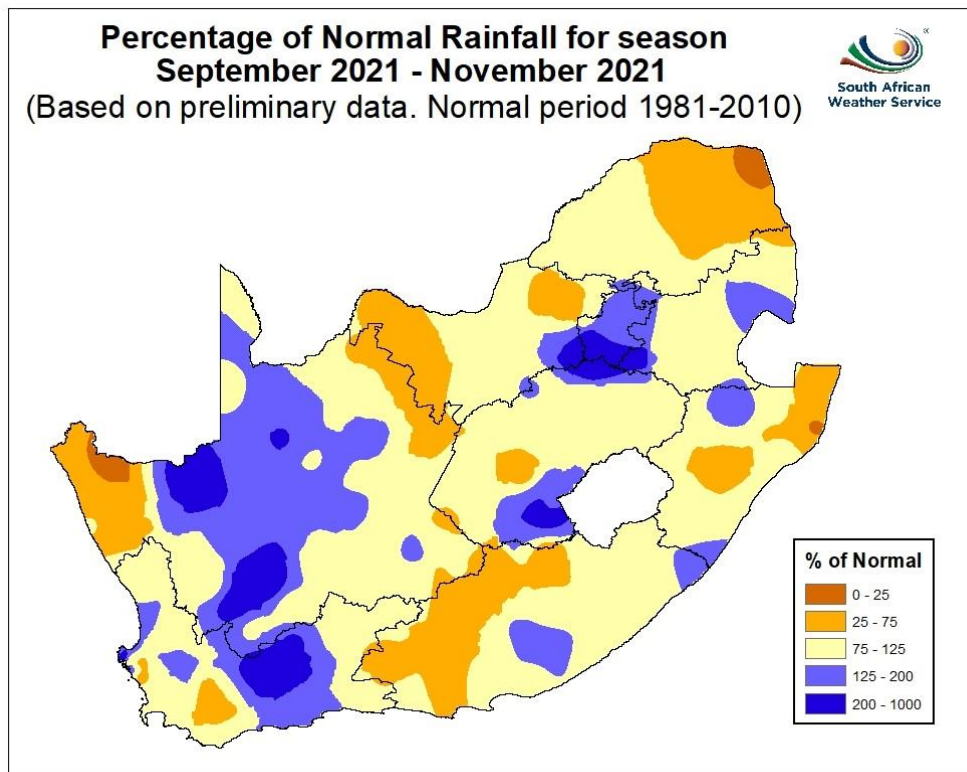 Percentage of Normal Rainfall for season
September 2021 - November 2021
(Based on preliminary data. Normal period 1981-2010)
South African
Weather Service
% of Normal
0 - 25
25 - 75
75 - 125
125 - 200
200 - 1000